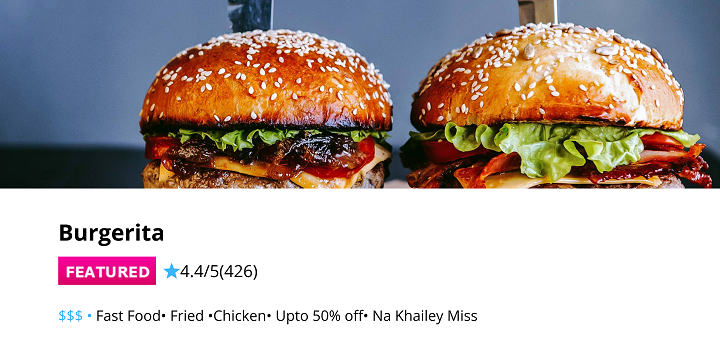 Burgerita
FEATURED ★4.4/5(426)
$$$ • Fast Food• Fried •Chicken• Upto 50% off• Na Khailey Miss